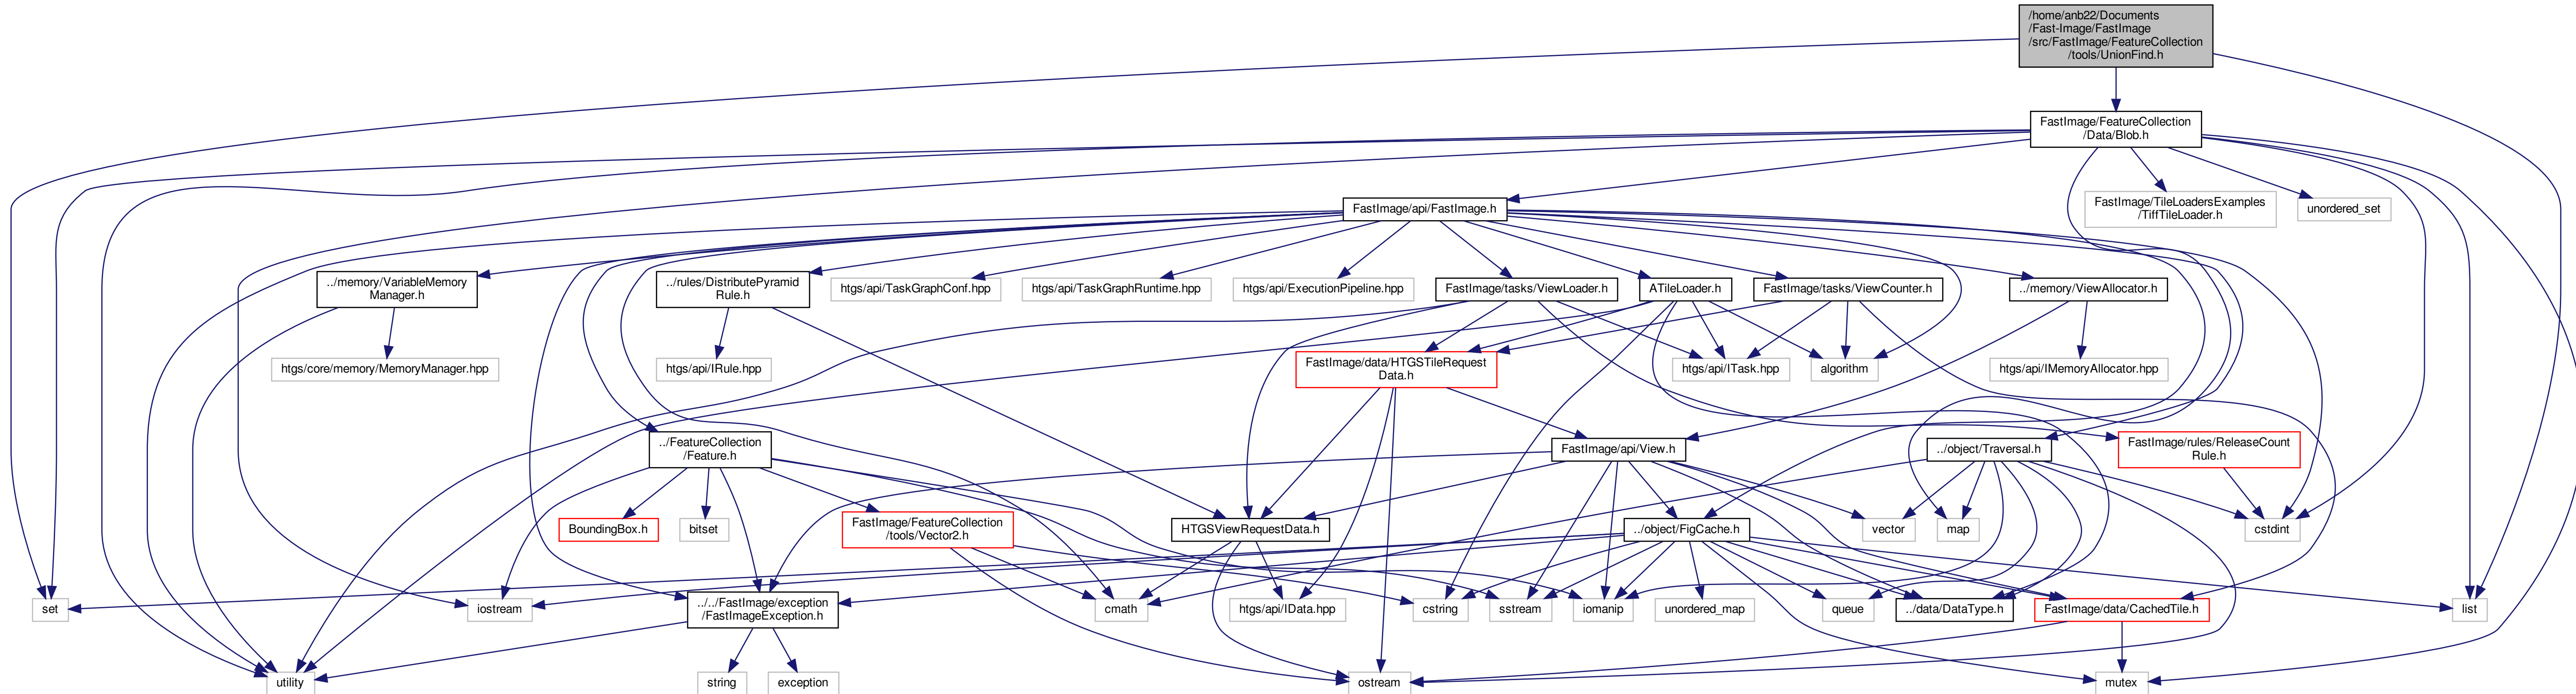 /home/anb22/Documents
/Fast-Image/FastImage
/src/FastImage/FeatureCollection
/tools/UnionFind.h
FastImage/FeatureCollection
/Data/Blob.h
FastImage/api/FastImage.h
FastImage/TileLoadersExamples
/TiffTileLoader.h
unordered_set
../memory/VariableMemory
Manager.h
../rules/DistributePyramid
Rule.h
htgs/api/TaskGraphConf.hpp
htgs/api/TaskGraphRuntime.hpp
htgs/api/ExecutionPipeline.hpp
FastImage/tasks/ViewLoader.h
ATileLoader.h
FastImage/tasks/ViewCounter.h
../memory/ViewAllocator.h
htgs/core/memory/MemoryManager.hpp
htgs/api/IRule.hpp
FastImage/data/HTGSTileRequest
Data.h
htgs/api/ITask.hpp
algorithm
htgs/api/IMemoryAllocator.hpp
../FeatureCollection
/Feature.h
FastImage/api/View.h
../object/Traversal.h
FastImage/rules/ReleaseCount
Rule.h
BoundingBox.h
bitset
FastImage/FeatureCollection
/tools/Vector2.h
HTGSViewRequestData.h
../object/FigCache.h
vector
map
cstdint
set
iostream
../../FastImage/exception
/FastImageException.h
cmath
htgs/api/IData.hpp
cstring
sstream
iomanip
unordered_map
queue
../data/DataType.h
FastImage/data/CachedTile.h
list
utility
string
exception
ostream
mutex